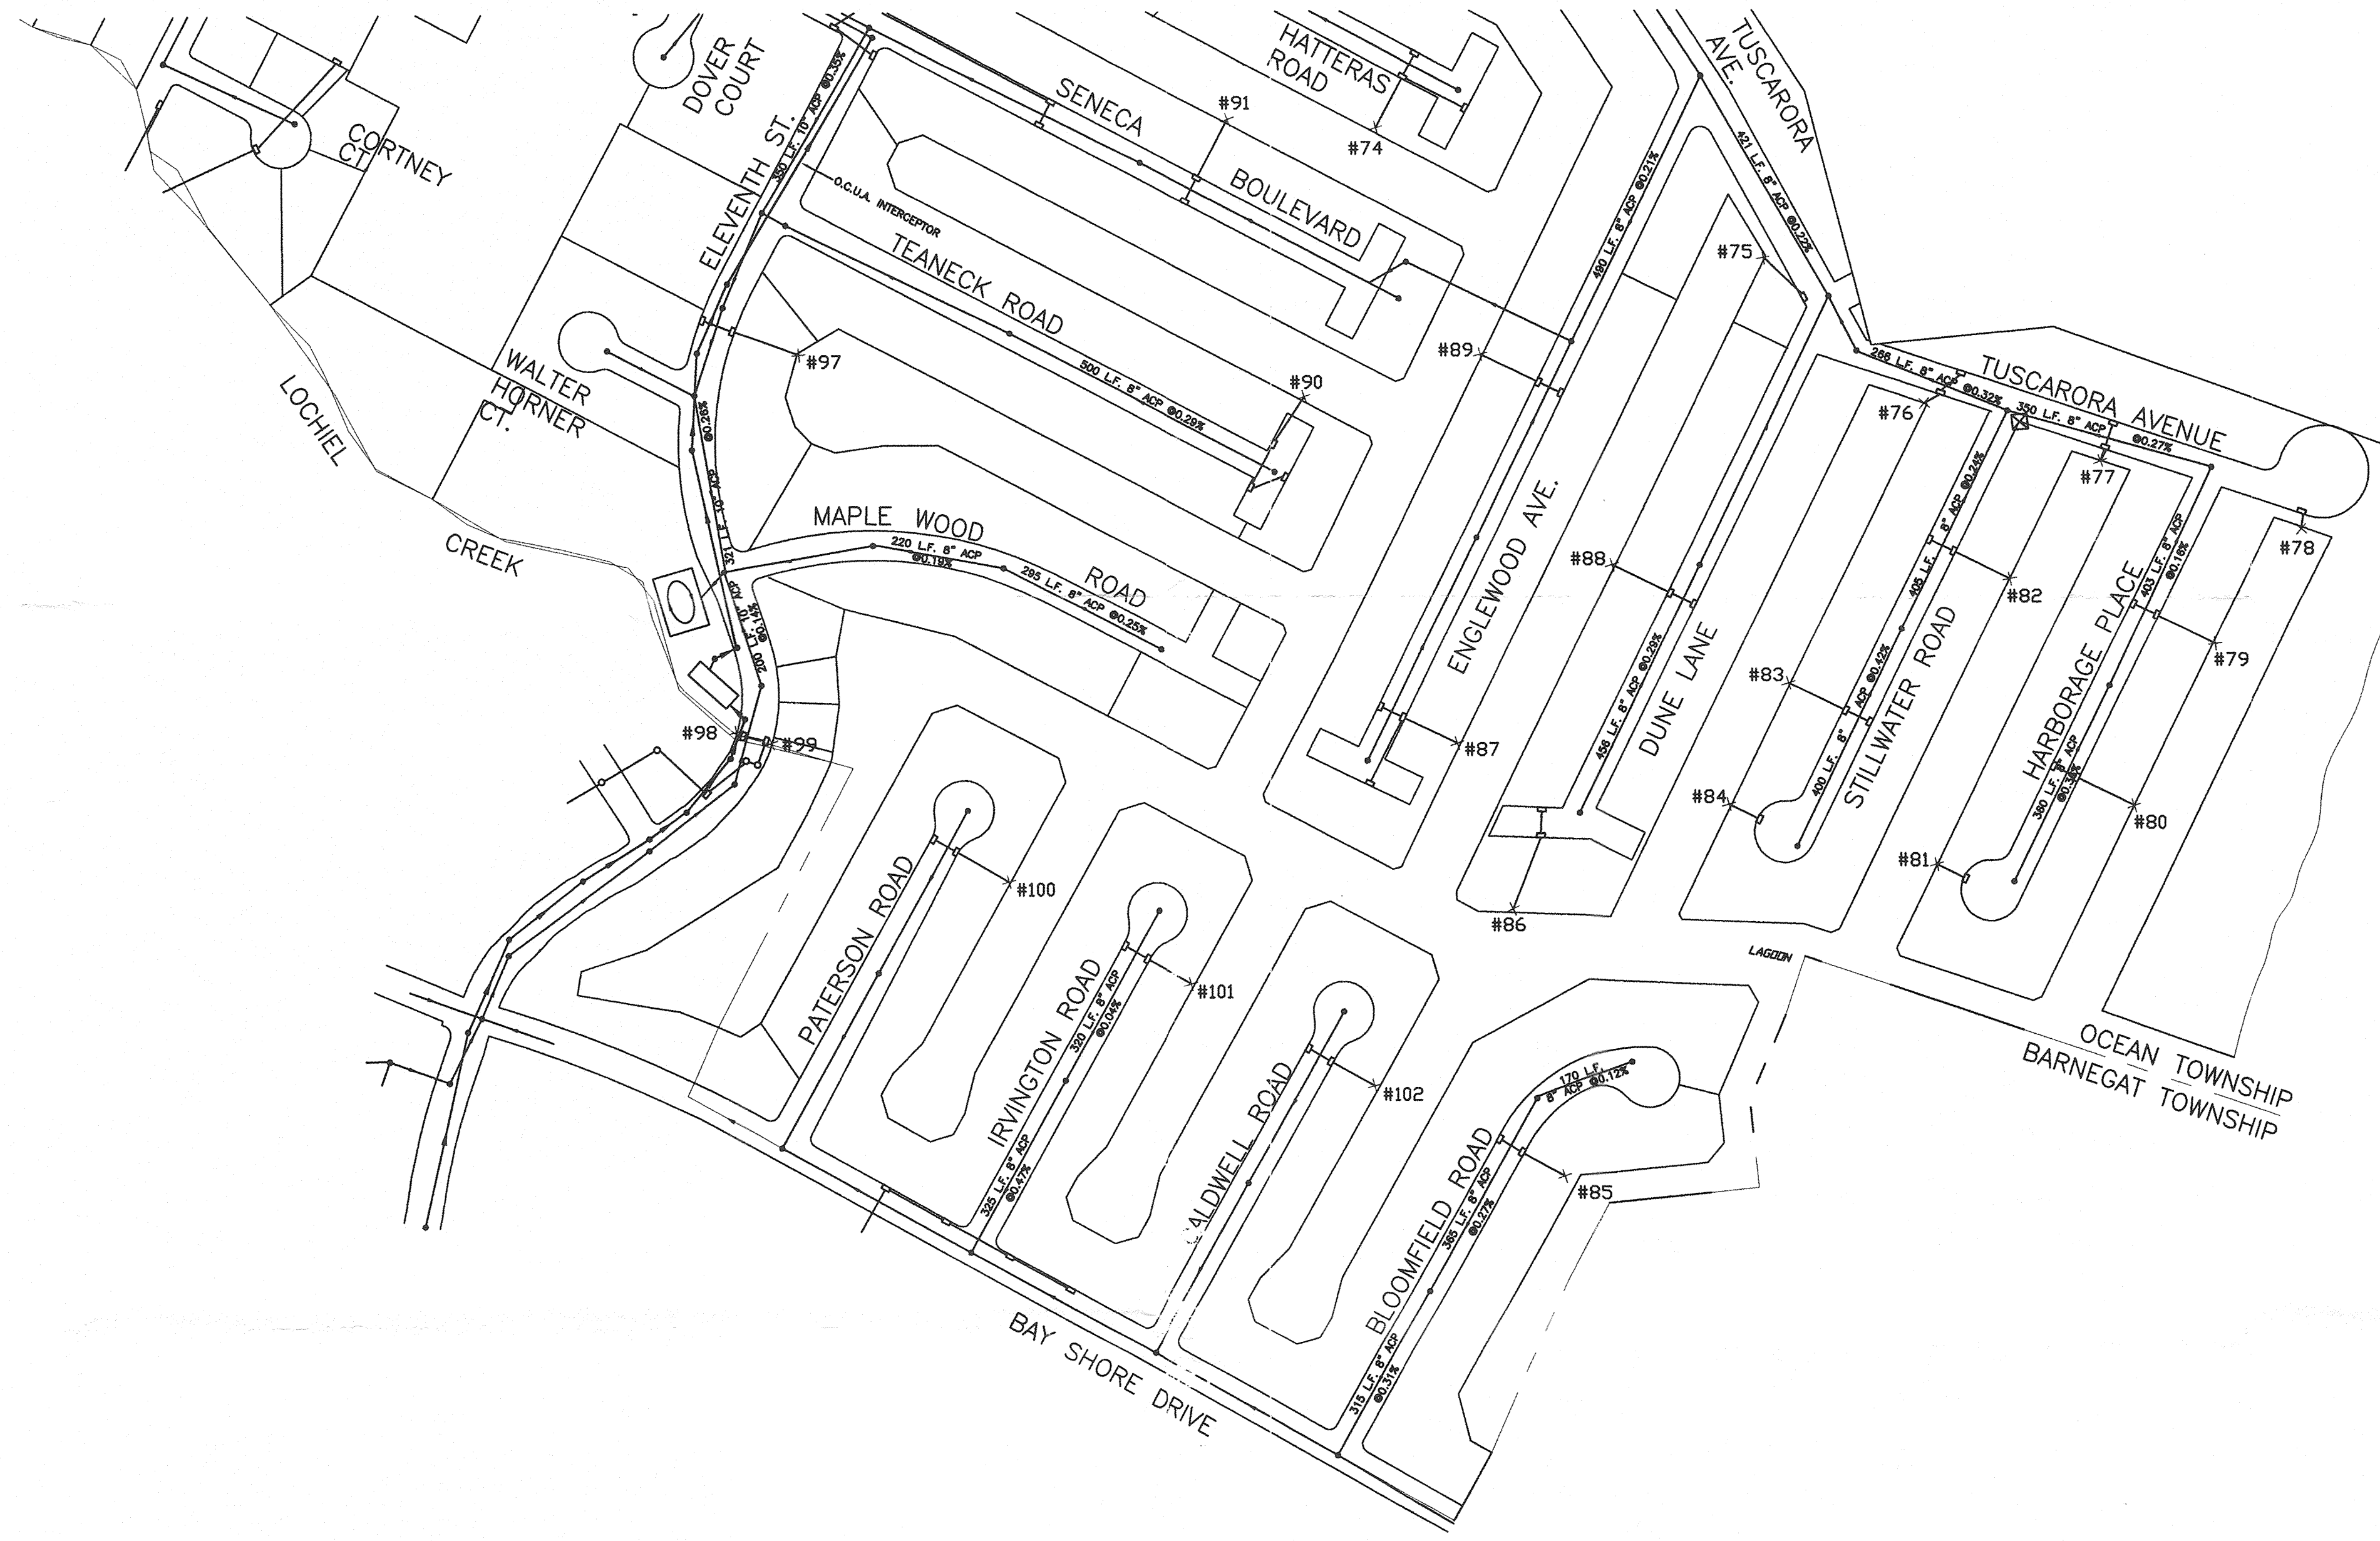 DOVER
COURT
CORTNEY
CT.
ELEVENTH ST.
350 L.F. 10" ACP @0.35%
O.C.U.A. INTERCEPTOR
SENECA
BOULEVARD
#91
HATTERAS
ROAD
#74
TUSCARORA
AVE.
421 L.F. 8" ACP @0.22%
490 L.F. 8" ACP @0.21%
#75
TEANECK ROAD
500 L.F. 8" ACP @0.29%
#90
#89
#97
WALTER
HORNER
CT.
LOCHIEL
CREEK
@0.26%
321 L.F. 10" ACP
MAPLE WOOD
ROAD
220 L.F. 8" ACP
@0.19%
295 L.F. 8" ACP @0.25%
200 L.F. 10" ACP
@0.14%
#98
#99
266 L.F. 8" ACP @0.32%
TUSCARORA AVENUE
350 L.F. 8" ACP
@0.27%
#76
#77
#78
ENGLEWOOD AVE.
#88
#87
456 L.F. 8" ACP @0.29%
DUNE LANE
#86
405 L.F. 8" ACP @0.24%
#82
#83
400 L.F. 8" ACP @0.42%
STILLWATER ROAD
#84
403 L.F. 8" ACP
@0.16%
HARBORAGE PLACE
#79
360 L.F. 8" ACP
#80
#81
LAGOON
OCEAN TOWNSHIP
BARNEGAT TOWNSHIP
PATERSON ROAD
#100
IRVINGTON ROAD
320 L.F. 8" ACP
@0.04%
325 L.F. 8" ACP
@0.47%
#101
CALDWELL ROAD
#102
BLOOMFIELD ROAD
170 L.F.
8" ACP @0.12%
365 L.F. 8" ACP
@0.27%
315 L.F. 8" ACP
@0.31%
#85
BAY SHORE DRIVE